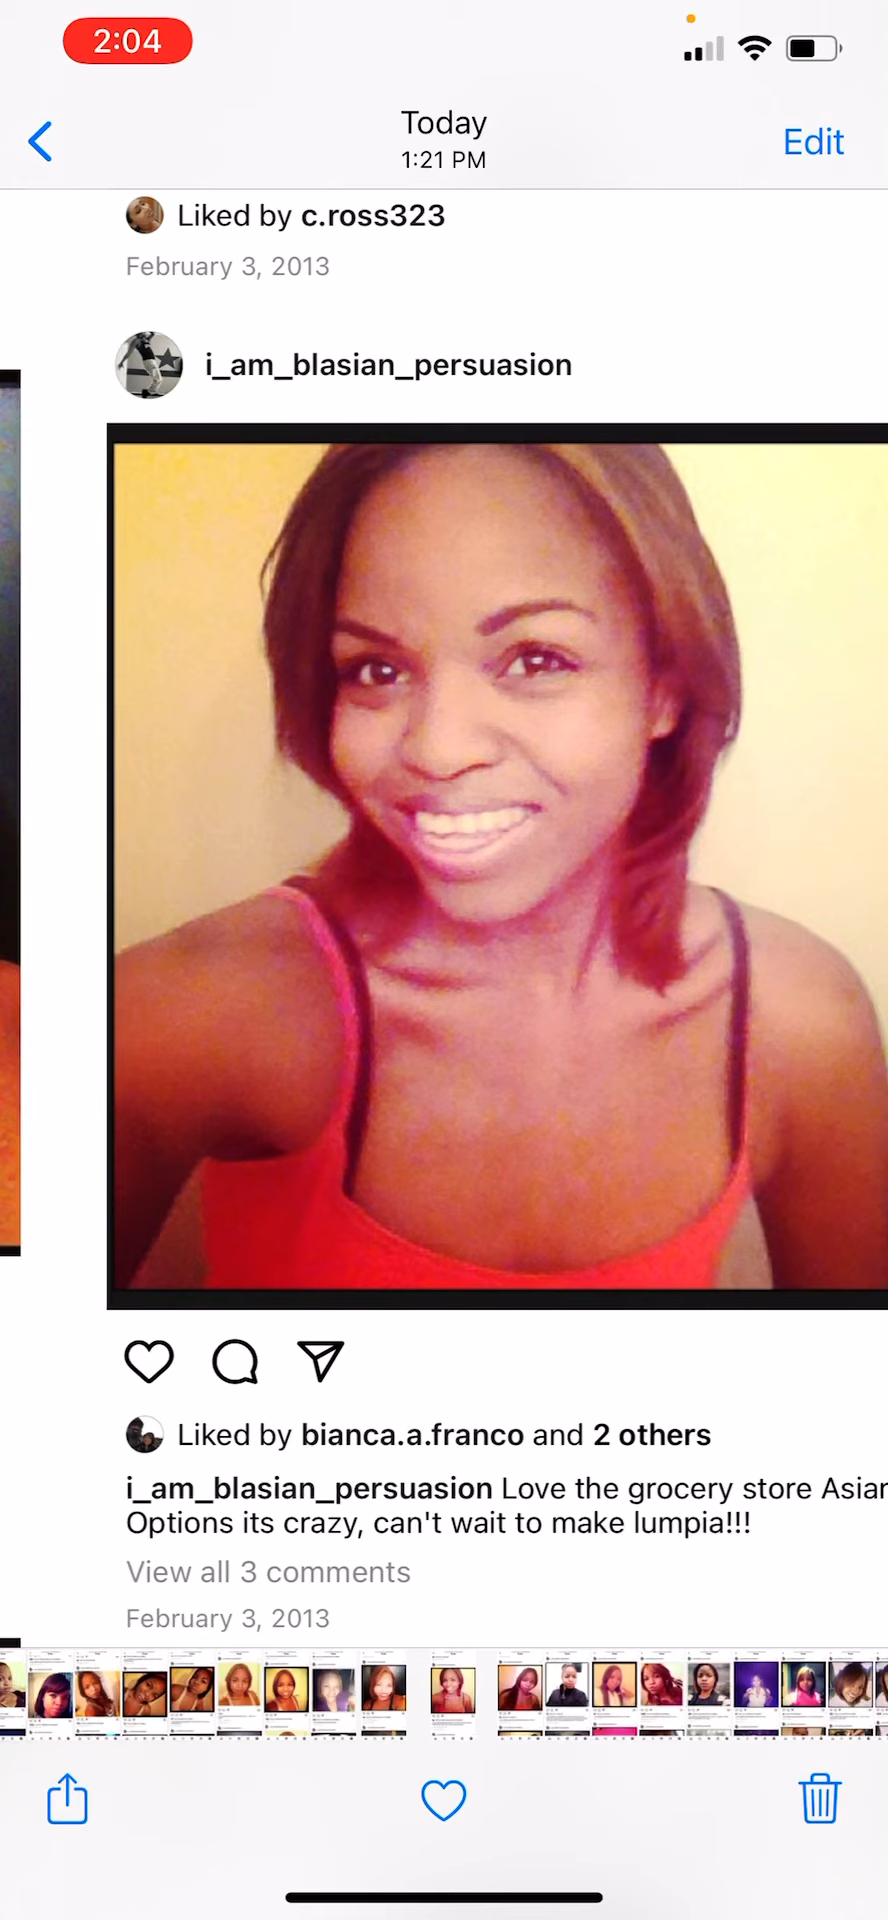 2:04
Today
1:21 PM
Edit
Liked by c.ross323
February 3, 2013
i_am_blasian_persuasion
Liked by bianca.a.franco and 2 others
i_am_blasian_persuasion Love the grocery store Asian
Options its crazy, can't wait to make lumpia!!!
View all 3 comments
February 3, 2013